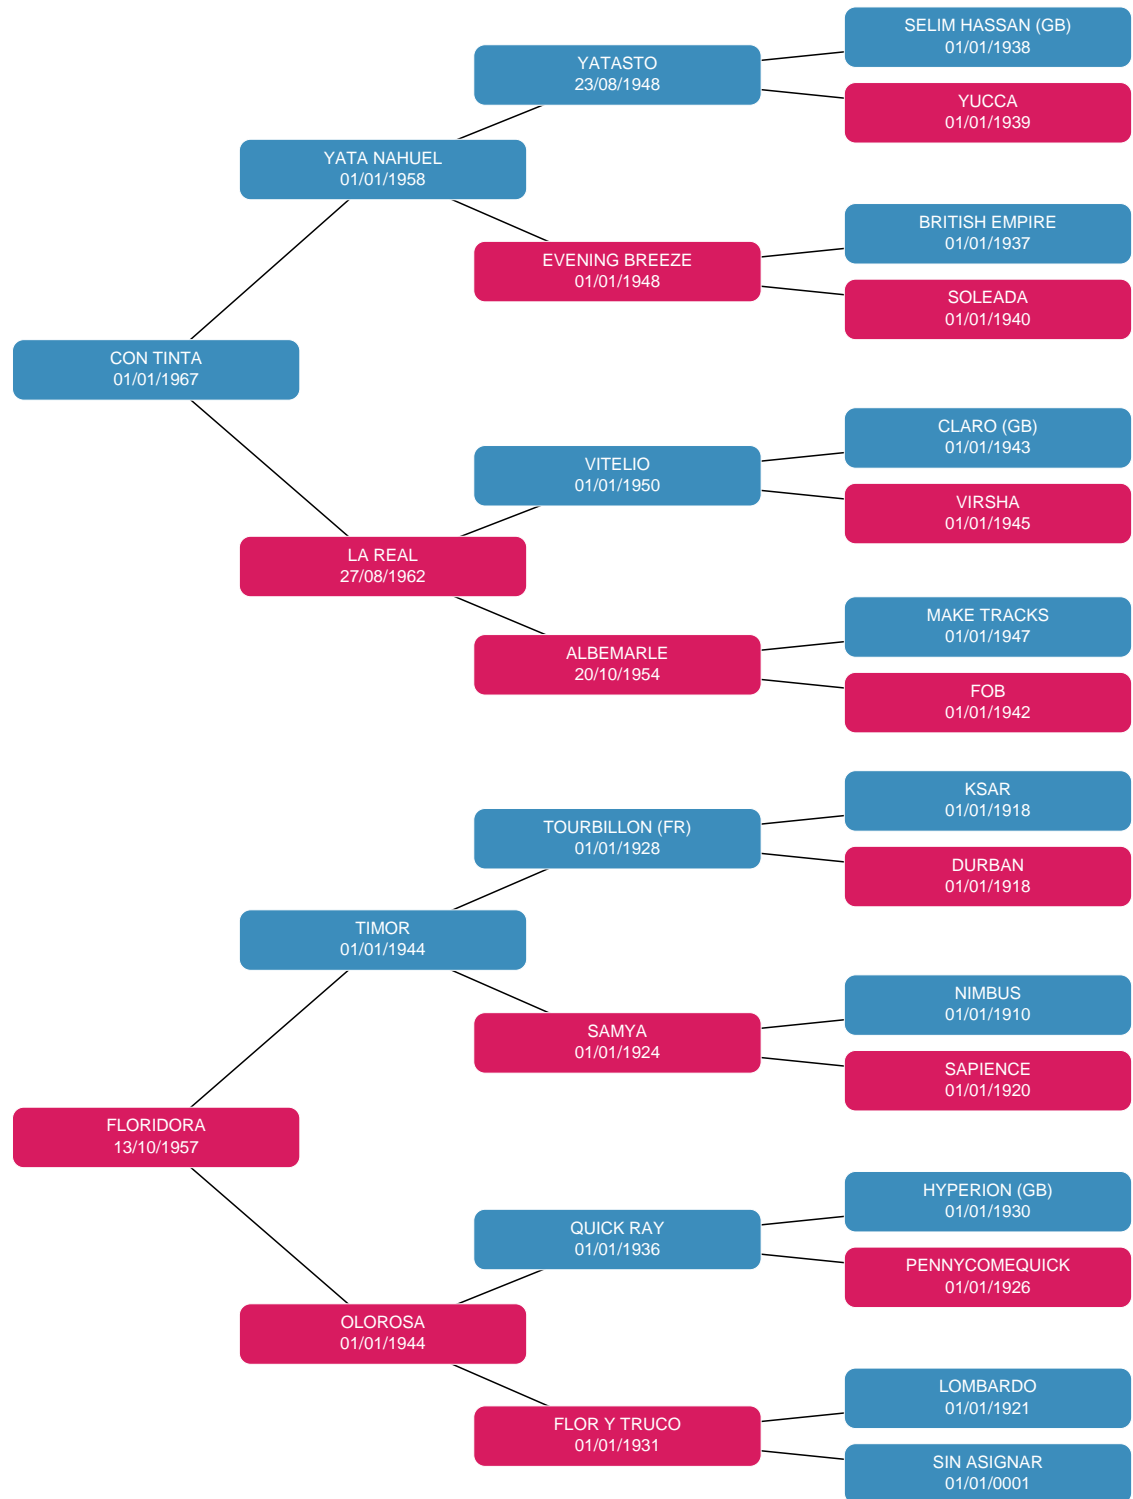 SELIM HASSAN (GB)
01/01/1938
YATASTO
23/08/1948
YUCCA
01/01/1939
YATA NAHUEL
01/01/1958
BRITISH EMPIRE
01/01/1937
EVENING BREEZE
01/01/1948
SOLEADA
01/01/1940
CON TINTA
01/01/1967
CLARO (GB)
01/01/1943
VITELIO
01/01/1950
VIRSHA
01/01/1945
LA REAL
27/08/1962
MAKE TRACKS
01/01/1947
ALBEMARLE
20/10/1954
FOB
01/01/1942
KSAR
01/01/1918
TOURBILLON (FR)
01/01/1928
DURBAN
01/01/1918
TIMOR
01/01/1944
NIMBUS
01/01/1910
SAMYA
01/01/1924
SAPIENCE
01/01/1920
FLORIDORA
13/10/1957
HYPERION (GB)
01/01/1930
QUICK RAY
01/01/1936
PENNYCOMEQUICK
01/01/1926
OLOROSA
01/01/1944
LOMBARDO
01/01/1921
FLOR Y TRUCO
01/01/1931
SIN ASIGNAR
01/01/0001